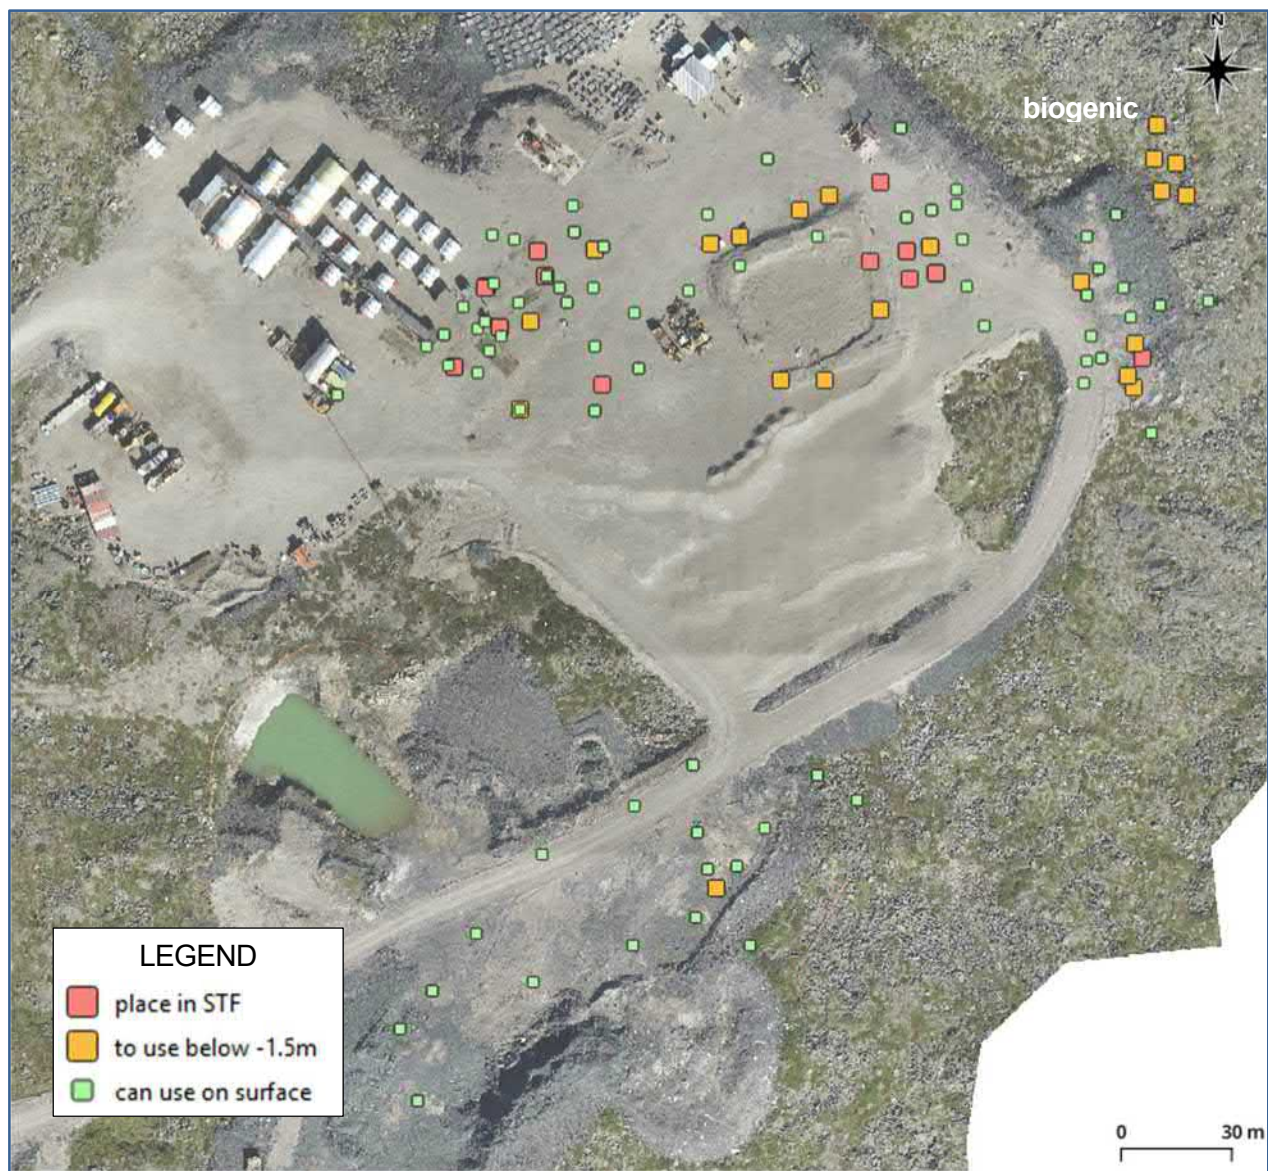 N
biogenic
LEGEND
place in STF
to use below -1.5m
can use on surface
0 30 m